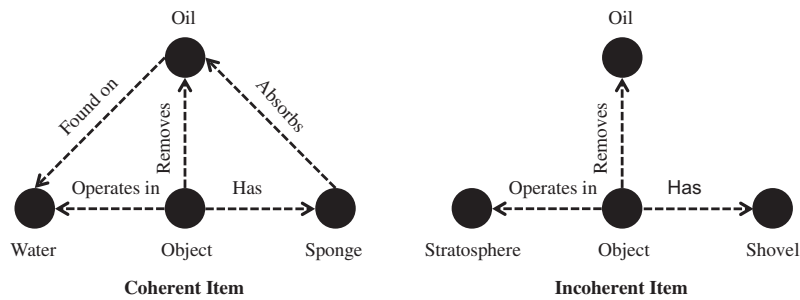 Oil
Found on
Removes
Absorbs
Operates in
Has
Water
Object
Sponge
Coherent Item
Oil
Removes
Operates in
Has
Stratosphere
Object
Shovel
Incoherent Item